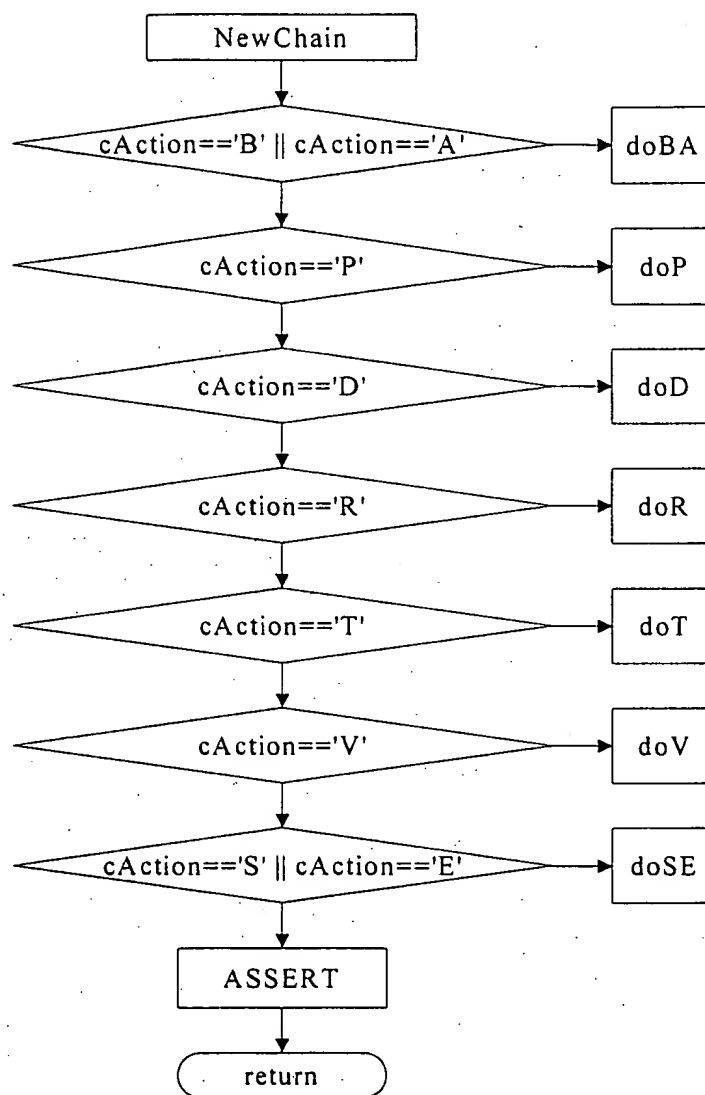 NewChain
cAction=='B' || cAction=='A'
doBA
cAction=='P'
doP
cAction=='D'
doD
cAction=='R'
doR
cAction=='T'
doT
cAction=='V'
doV
cAction=='S' || cAction=='E'
doSE
ASSERT
return